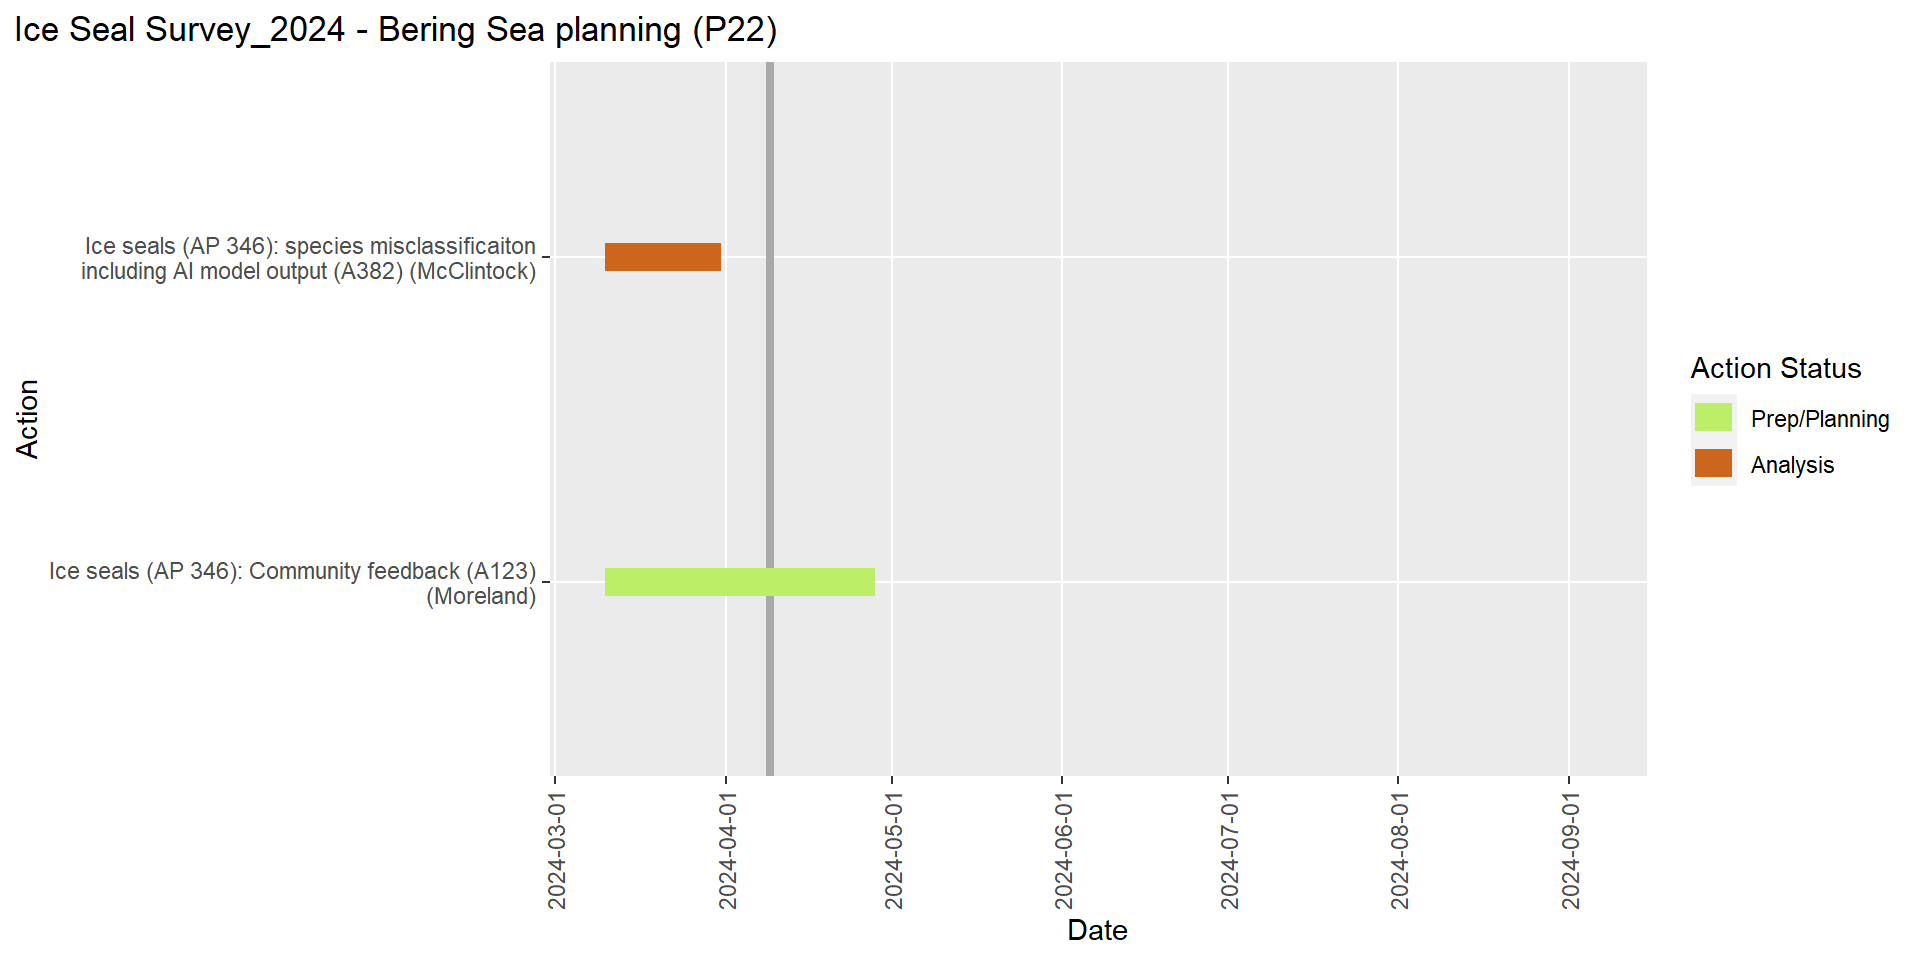 Ice Seal Survey_2024 - Bering Sea planning (P22)
Ice seals (AP 346): species misclassificaiton
including AI model output (A382) (McClintock)
Ice seals (AP 346): Community feedback (A123)
(Moreland)
Action
2024-03-01
2024-04-01
2024-05-01
2024-06-01
2024-07-01
2024-08-01
2024-09-01
Date
Action Status
Prep/Planning
Analysis